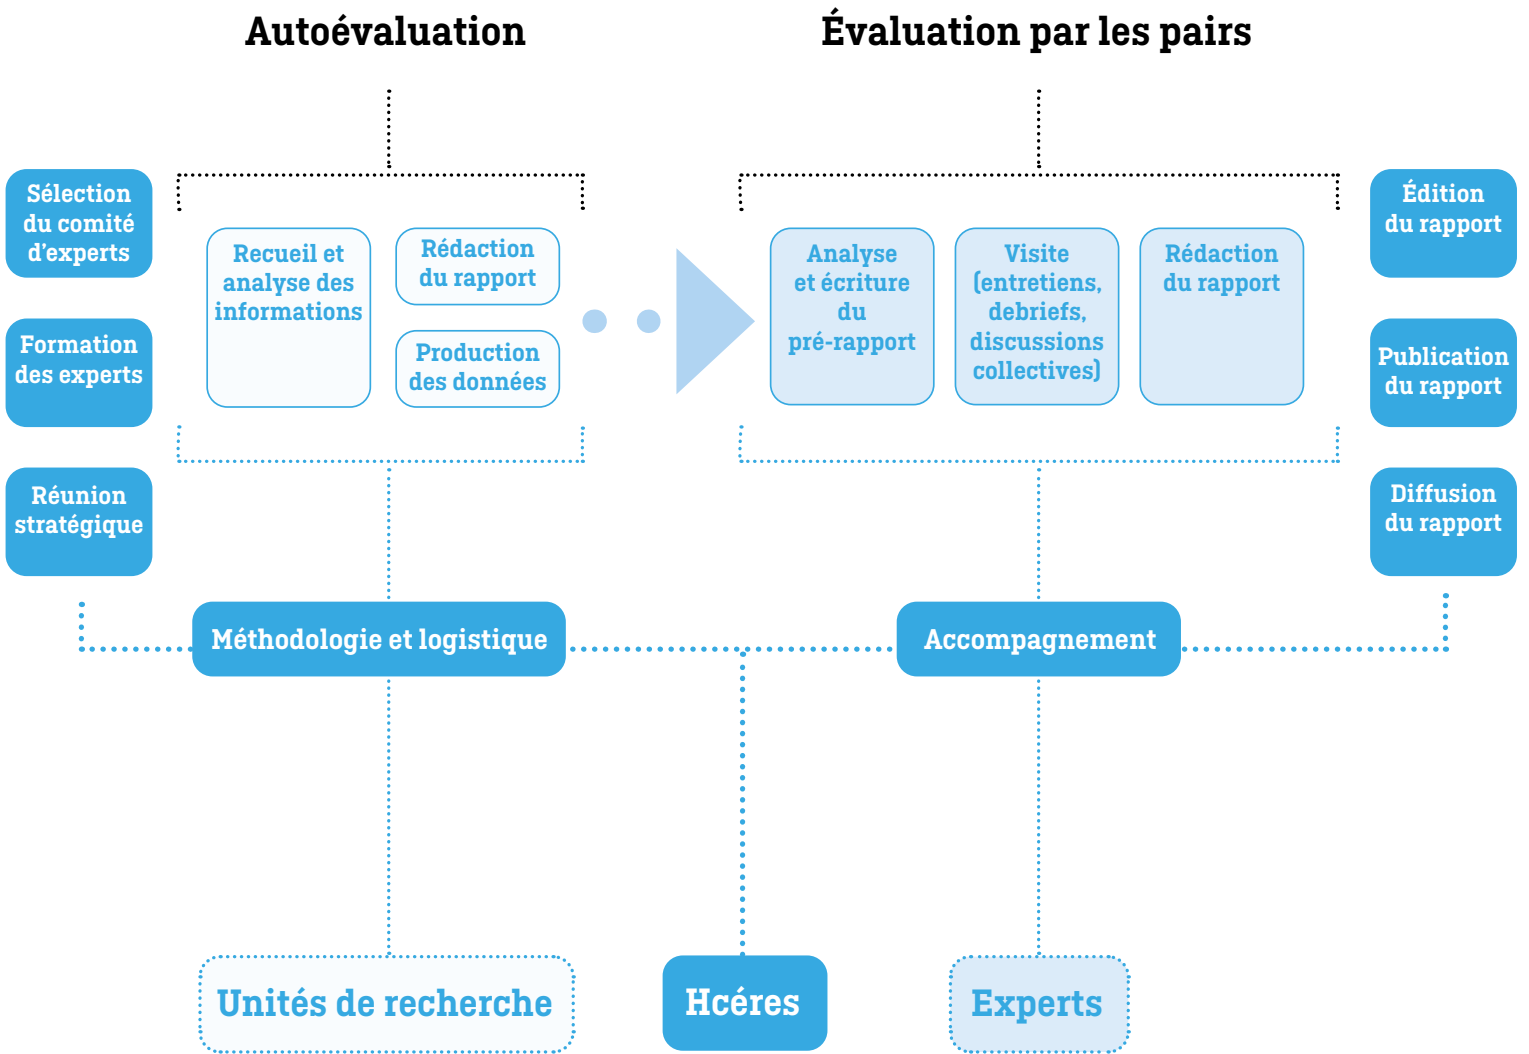 Autoévaluation
Évaluation par les pairs
Sélection
du comité
d'experts
Formation
des experts
Réunion
stratégique
Recueil et
analyse des
informations
Rédaction
du rapport
Production
des données
Analyse
et écriture
du
pré-rapport
Visite
(entretiens,
debriefs,
discussions
collectives)
Rédaction
du rapport
Édition
du rapport
Publication
du rapport
Diffusion
du rapport
Méthodologie et logistique
Accompagnement
Unités de recherche
Hcéres
Experts